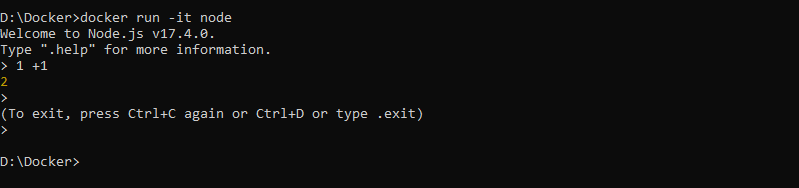 D:\Docker>docker run -it node
Welcome to Node.js v17.4.0.
Type ".help" for more information.
> 1 +1
2
>
(To exit, press Ctrl+C again or Ctrl+D or type .exit)
>
D:\Docker>